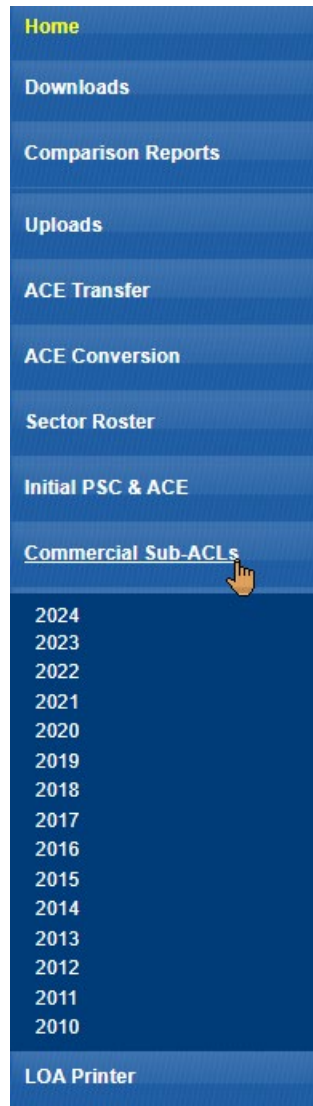 Home
Downloads
Comparison Reports
Uploads
ACE Transfer
ACE Conversion
Sector Roster
Initial PSC & ACE
Commercial Sub-ACLs
2024
2023
2022
2021
2020
2019
2018
2017
2016
2015
2014
2013
2012
2011
2010
LOA Printer